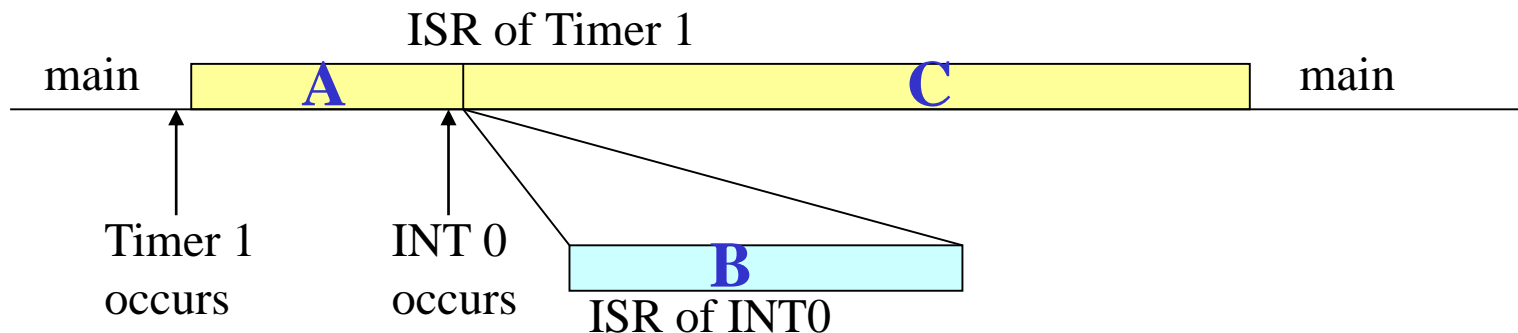 ISR of Timer 1
main
A
C
main
Timer 1
occurs
INT 0
occurs
B
ISR of INT0